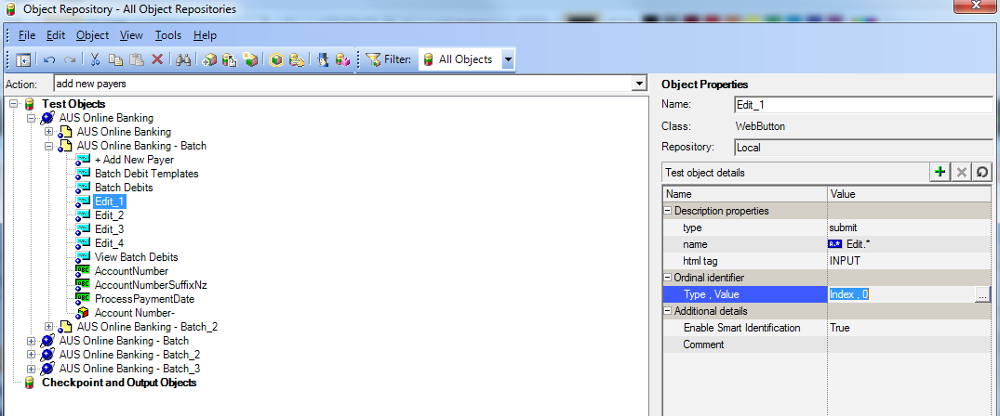 Object Repository - All Object Repositories
File Edit Object View Tools Help
Filter: All Objects
Action: add new payers
Test Objects
AUS Online Banking
AUS Online Banking
AUS Online Banking - Batch
+ Add New Payer
Batch Debit Templates
Batch Debits
Edit_1
Edit_2
Edit_3
Edit_4
View Batch Debits
AccountNumber
AccountNumberSuffixNz
ProcessPaymentDate
Account Number-
AUS Online Banking - Batch_2
AUS Online Banking - Batch
AUS Online Banking - Batch_2
AUS Online Banking - Batch_3
Checkpoint and Output Objects
Object Properties
Name: Edit_1
Class: WebButton
Repository: Local
Test object details
Name Value
Description properties
type submit
name A.* Edit.*
html tag INPUT
Ordinal identifier
Type , Value Index , 0 ...
Additional details
Enable Smart Identification True
Comment